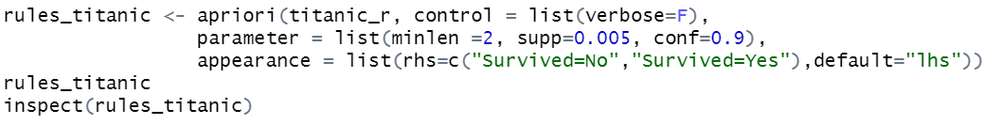 rules_titanic <- apriori(titanic_r, control = list(verbose=F),
parameter = list(minlen =2, supp=0.005, conf=0.9),
appearance = list(rhs=c("Survived=No","Survived=Yes"),default="lhs"))
rules_titanic
inspect(rules_titanic)